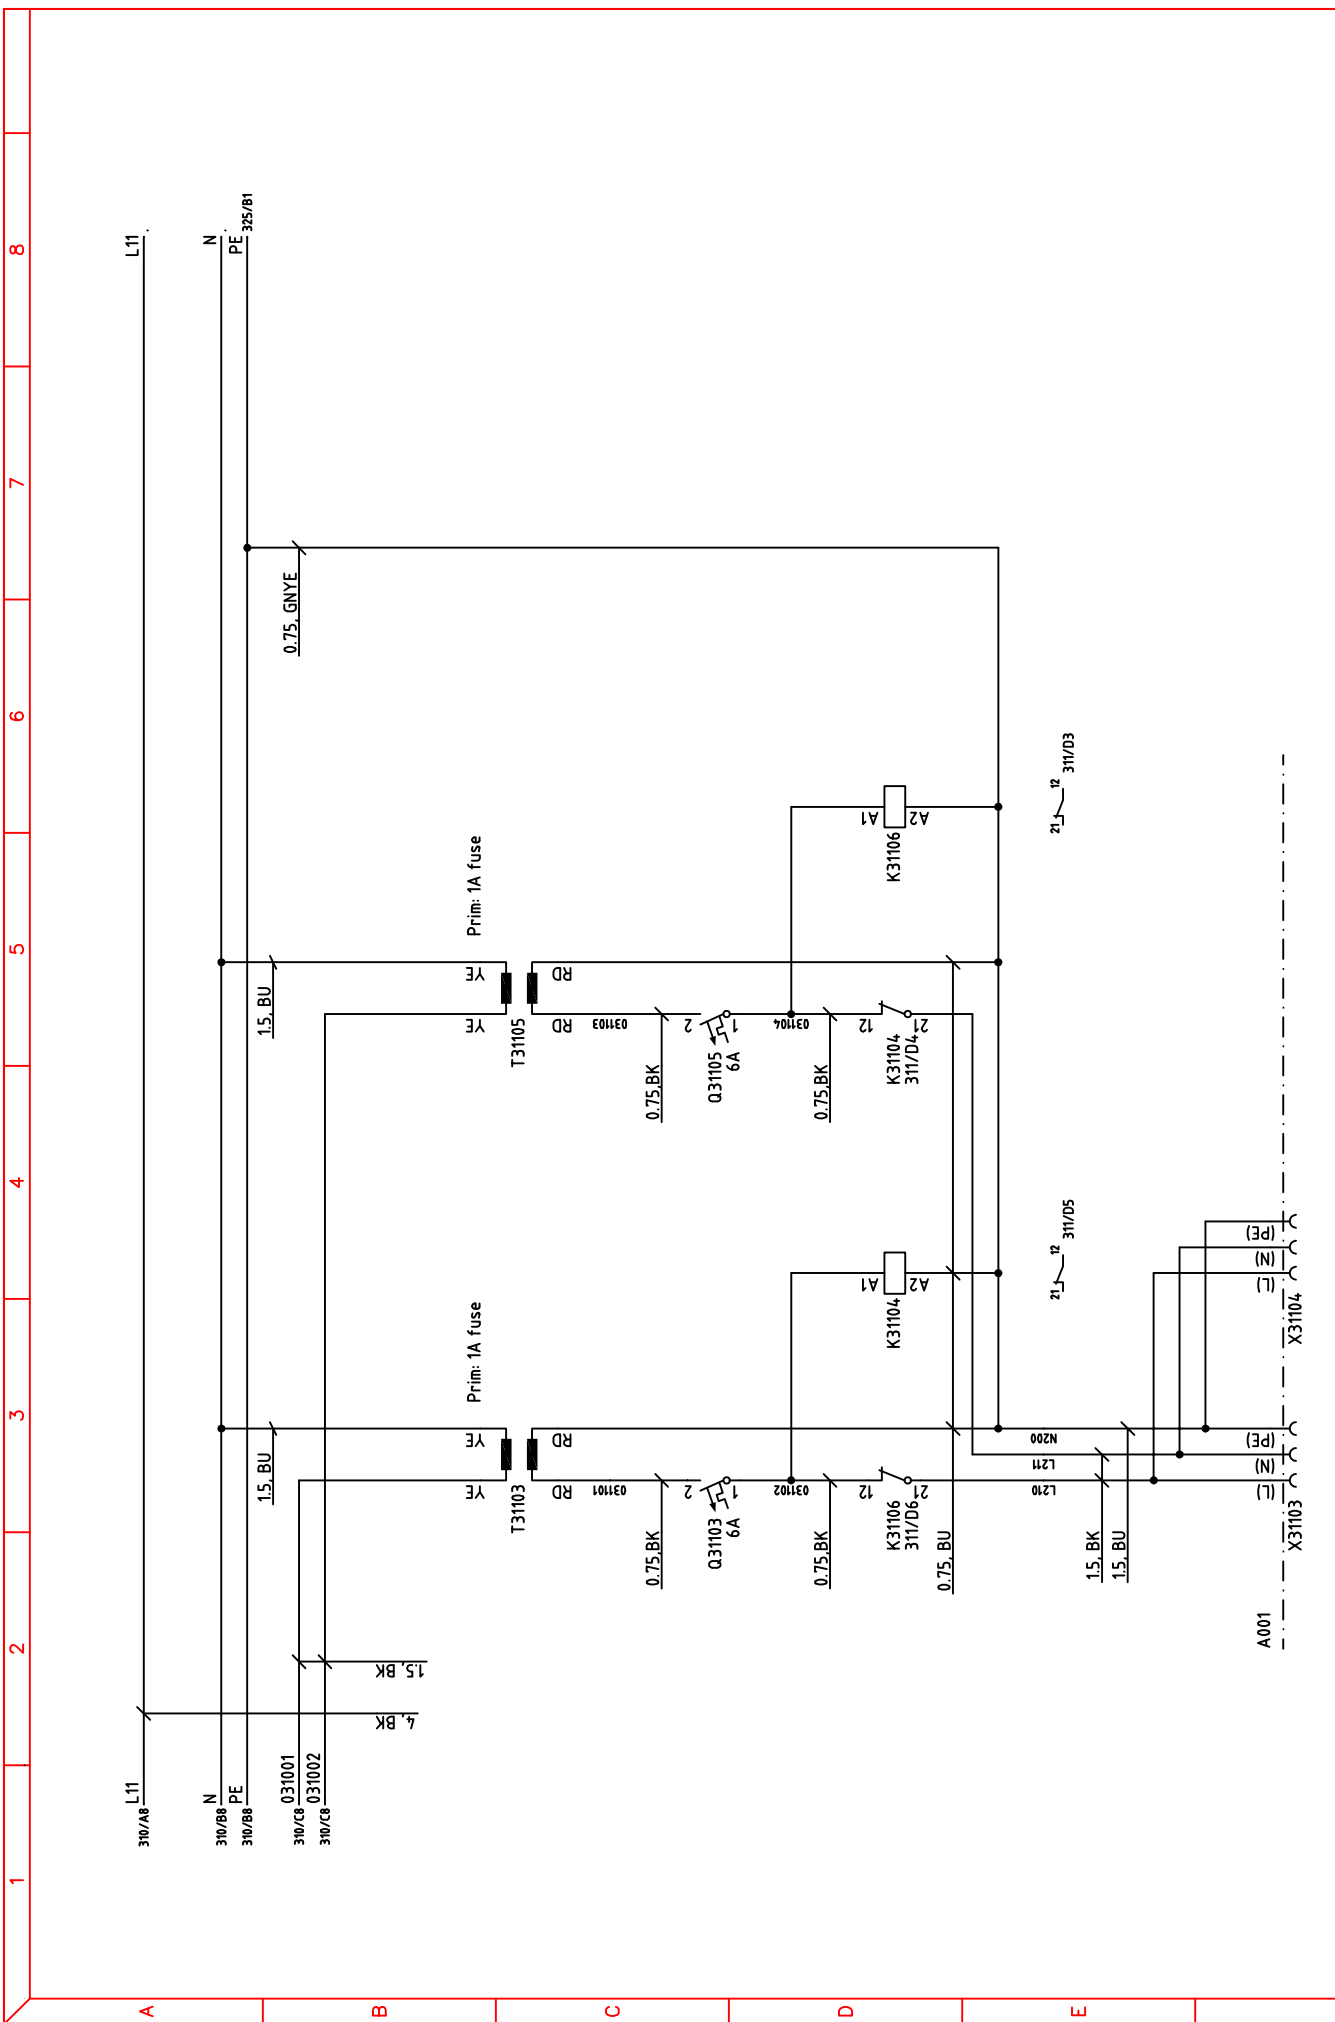 1
2
3
4
5
6
7
8
A
B
C
D
E
L11
310/A8
N
310/B8
PE
310/B8
031001
310/C8
031002
310/C8
4, BK
1.5, BK
L11
N
PE
325/B1
1.5, BU
1.5, BU
0.75, GNYE
YE
YE
Prim: 1A fuse
T31103
RD
RD
YE
YE
Prim: 1A fuse
T31105
RD
RD
031101
0.75,BK
2
Q31103
6A
1
031103
0.75,BK
2
Q31105
6A
1
031102
0.75,BK
031104
0.75,BK
12
K31106
311/D6
21
A1
K31104
A2
12
K31104
311/D4
21
A1
K31106
A2
0.75, BU
L210
L211
N200
21
12
311/D5
21
12
311/D3
1.5, BK
1.5, BU
A001
(L)
(N)
(PE)
X31103
(L)
(N)
(PE)
X31104